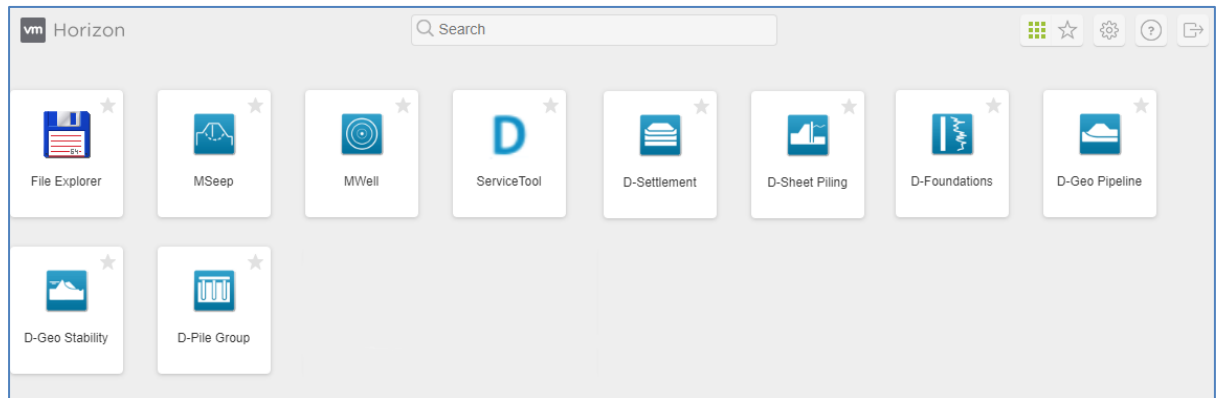 vm Horizon
Search
File Explorer
MSeep
MWell
D
ServiceTool
D-Settlement
D-Sheet Piling
D-Foundations
D-Geo Pipeline
D-Geo Stability
D-Pile Group